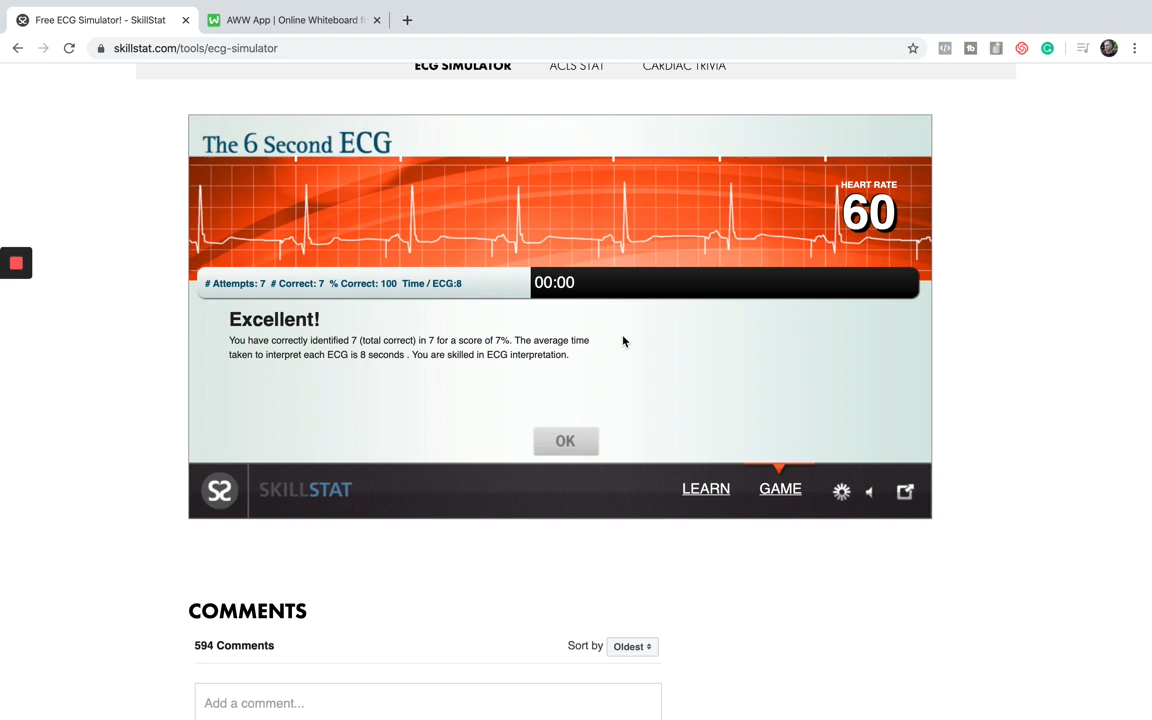 Free ECG Simulator! - SkillStat
AWW App | Online Whiteboard f
skillstat.com/tools/ecg-simulator
ECG SIMULATOR
ACLS STAT
CARDIAC TRIVIA
The 6 Second ECG
HEART RATE
60
# Attempts: 7 # Correct: 7 % Correct: 100 Time / ECG:8
00:00
Excellent!
You have correctly identified 7 (total correct) in 7 for a score of 7%. The average time
taken to interpret each ECG is 8 seconds . You are skilled in ECG interpretation.
OK
SKILLSTAT
LEARN
GAME
COMMENTS
594 Comments
Sort by Oldest
Add a comment...